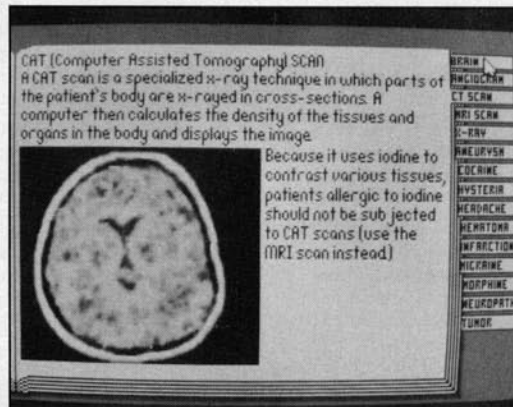 CAT (Computer Assisted Tomography) SCAN
A CAT scan is a specialized x-ray technique in which parts of
the patient's body are x-rayed in cross-sections. A
computer then calculates the density of the tissues and
organs in the body and displays the image
Because it uses iodine to
contrast various tissues,
patients allergic to iodine
should not be subjected
to CAT scans (use the
MRI scan instead)
BRAIN
ANGIOGRAM
CT SCAN
MRI SCAN
X-RAY
ANEURYSM
COCAINE
HYSTERIA
HEADACHE
HEMATOMA
INFARCTION
MIGRAINE
MORPHINE
NEUROPATH
TUMOR